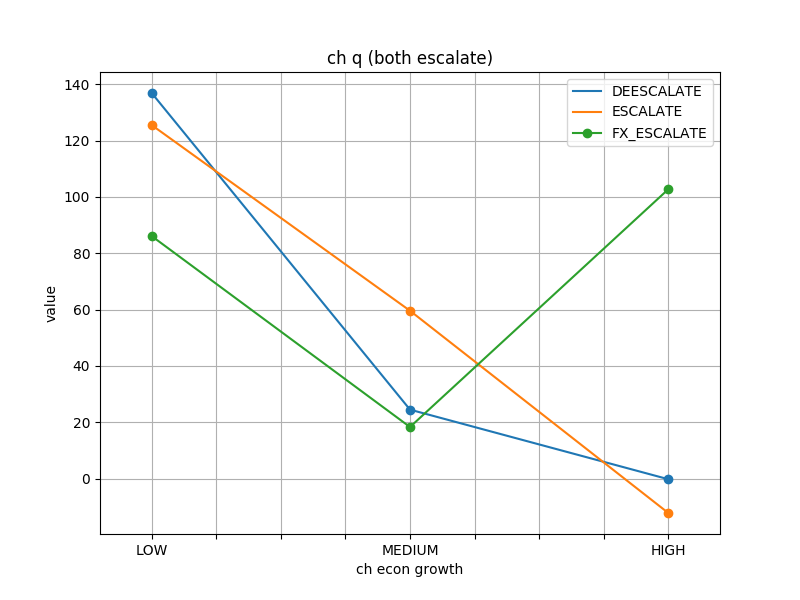 ch q (both escalate)
DEESCALATE
ESCALATE
FX_ESCALATE
140
120
100
80
60
40
20
0
value
LOW MEDIUM HIGH
ch econ growth